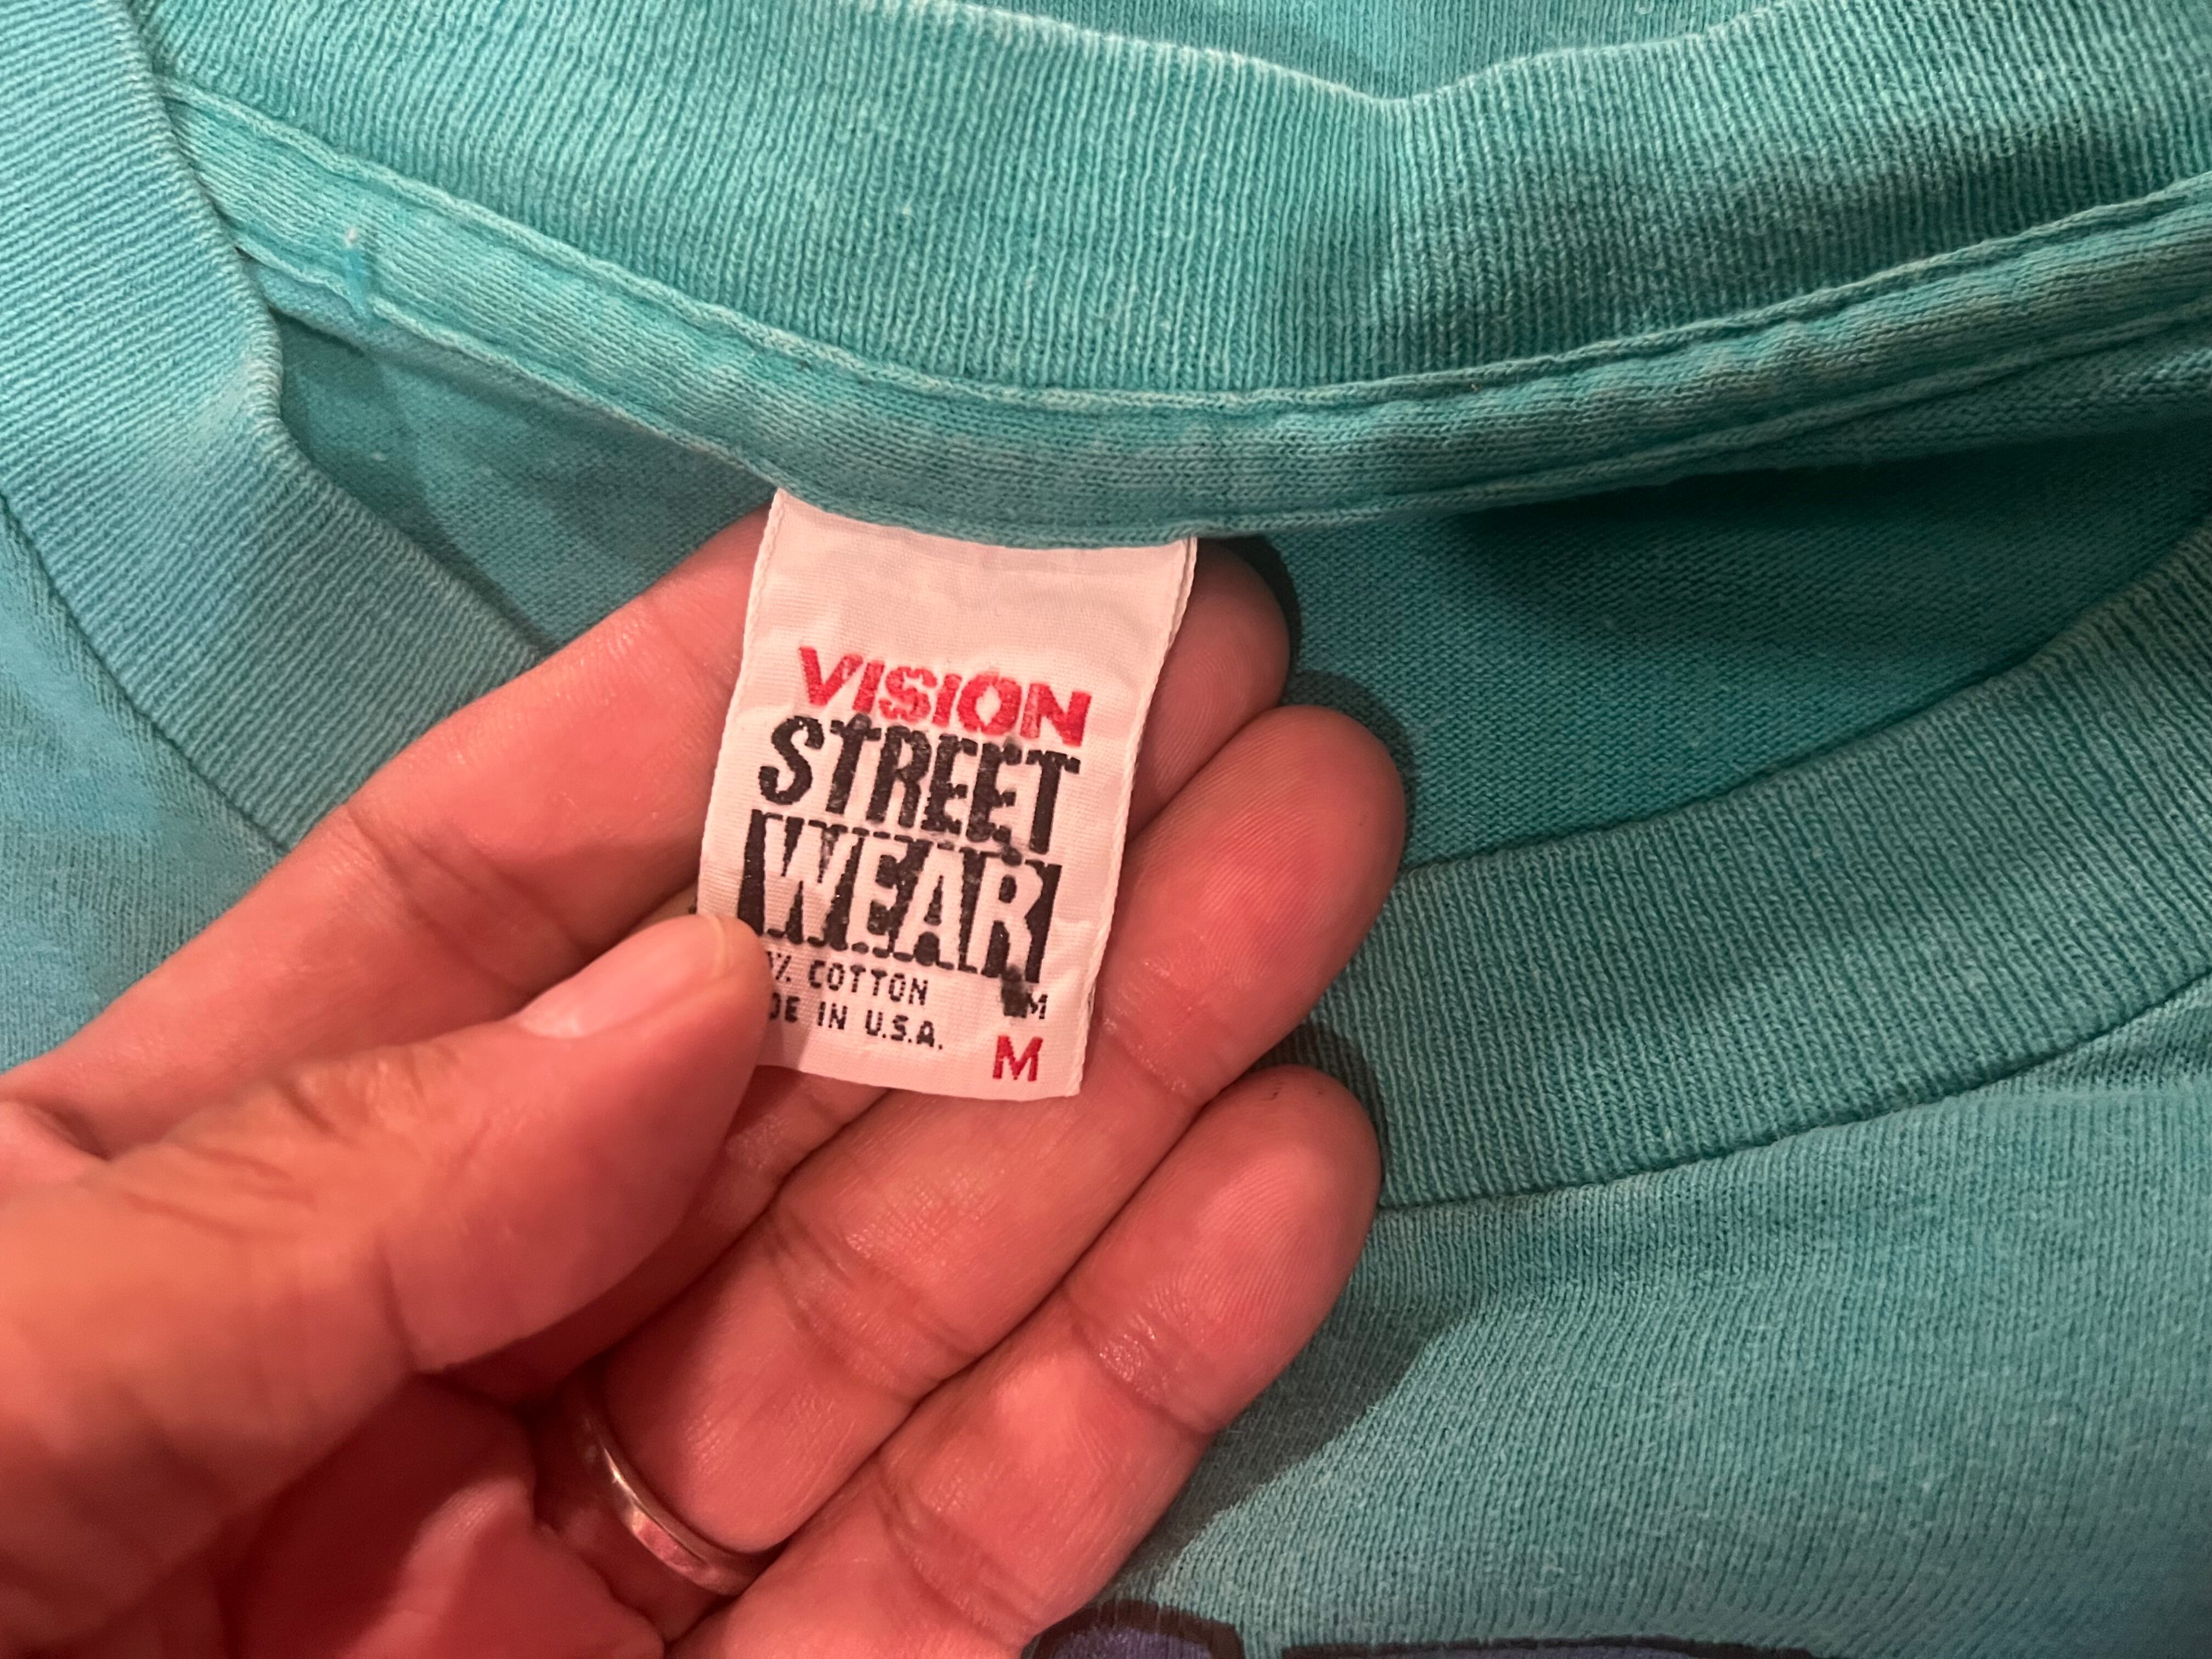 VISION
STREET
WEAR
% COTTON
DE IN U.S.A.
M